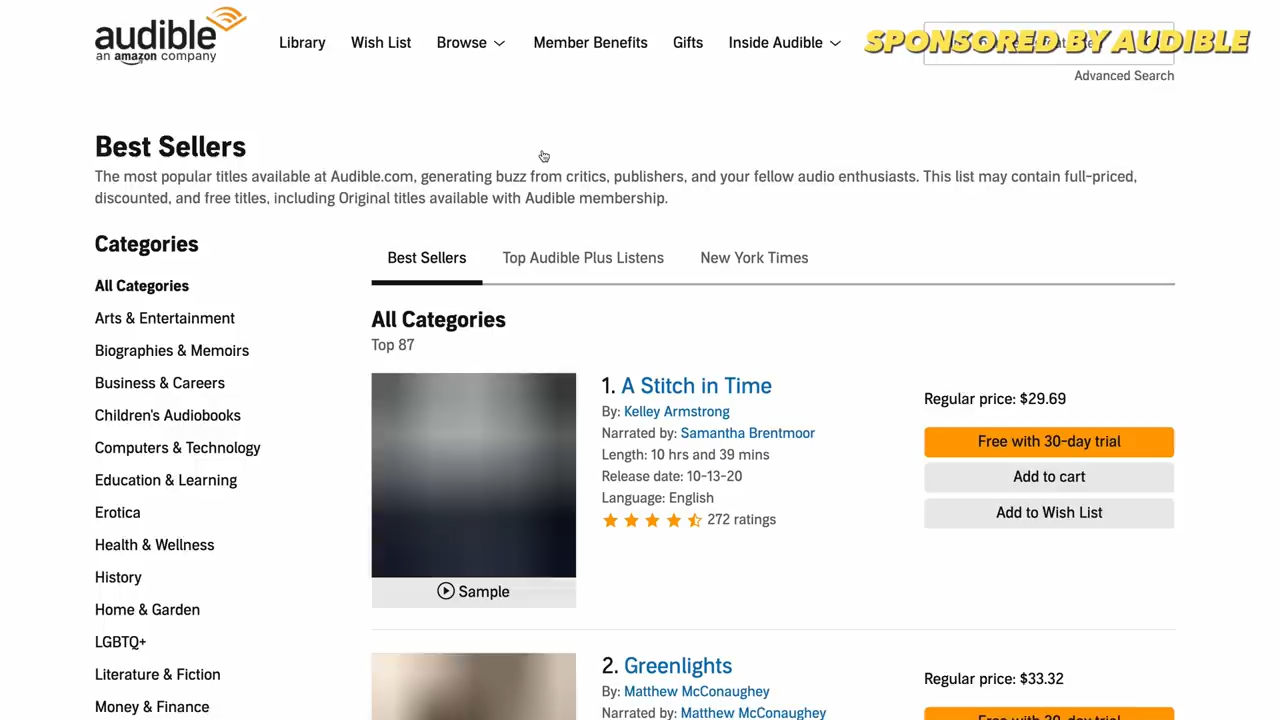 audible
an amazon company
Library
Wish List
Browse
Member Benefits
Gifts
Inside Audible
SPONSORED BY AUDIBLE
Advanced Search
Best Sellers
The most popular titles available at Audible.com, generating buzz from critics, publishers, and your fellow audio enthusiasts. This list may contain full-priced,
discounted, and free titles, including Original titles available with Audible membership.
Categories
All Categories
Arts & Entertainment
Biographies & Memoirs
Business & Careers
Children's Audiobooks
Computers & Technology
Education & Learning
Erotica
Health & Wellness
History
Home & Garden
LGBTQ+
Literature & Fiction
Money & Finance
Best Sellers
Top Audible Plus Listens
New York Times
All Categories
Top 87
Sample
1. A Stitch in Time
By: Kelley Armstrong
Narrated by: Samantha Brentmoor
Length: 10 hrs and 39 mins
Release date: 10-13-20
Language: English
272 ratings
Regular price: $29.69
Free with 30-day trial
Add to cart
Add to Wish List
2. Greenlights
By: Matthew McConaughey
Narrated by: Matthew McConaughey
Regular price: $33.32
Free with 30-day trial